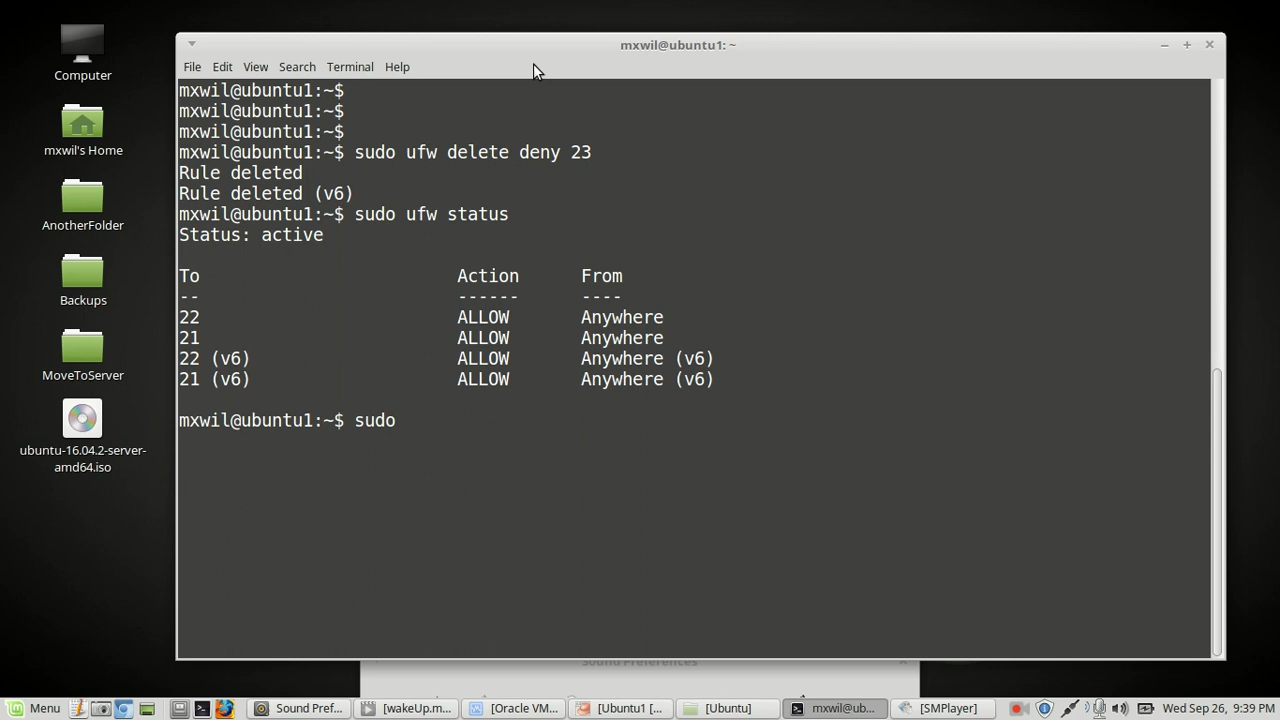 mxwil@ubuntu1: ~
File Edit View Search Terminal Help
mxwil@ubuntu1:~$
mxwil@ubuntu1:~$
mxwil@ubuntu1:~$
mxwil@ubuntu1:~$ sudo ufw delete deny 23
Rule deleted
Rule deleted (v6)
mxwil@ubuntu1:~$ sudo ufw status
Status: active
To Action From
-- ------ ----
22 ALLOW Anywhere
21 ALLOW Anywhere
22 (v6) ALLOW Anywhere (v6)
21 (v6) ALLOW Anywhere (v6)
mxwil@ubuntu1:~$ sudo
Computer
mxwil's Home
AnotherFolder
Backups
MoveToServer
ubuntu-16.04.2-server-
amd64.iso
Sound Preferences
Menu Sound Pref... [wakeUp.m... [Oracle VM... [Ubuntu1 [... [Ubuntu] mxwil@ub... [SMPlayer] Wed Sep 26, 9:39 PM